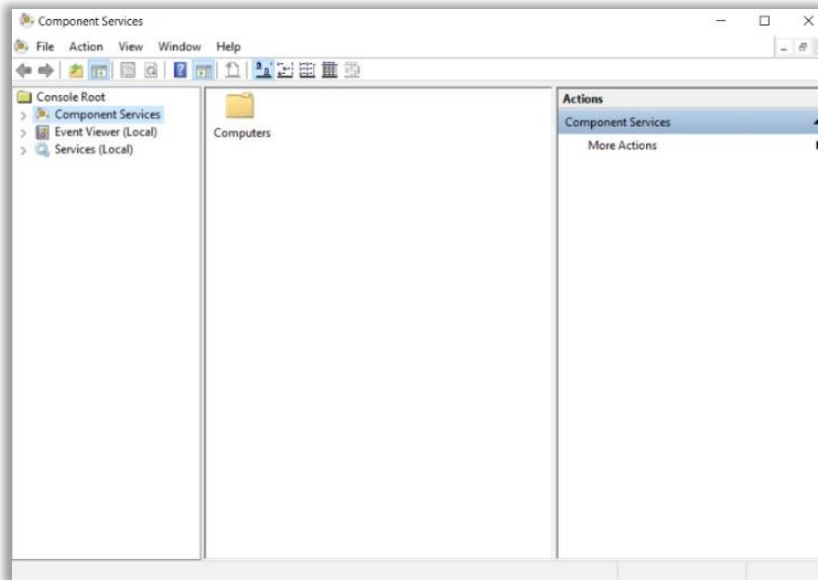 Component Services
File Action View Window Help
Console Root
Component Services
Event Viewer (Local)
Services (Local)
Computers
Actions
Component Services
More Actions